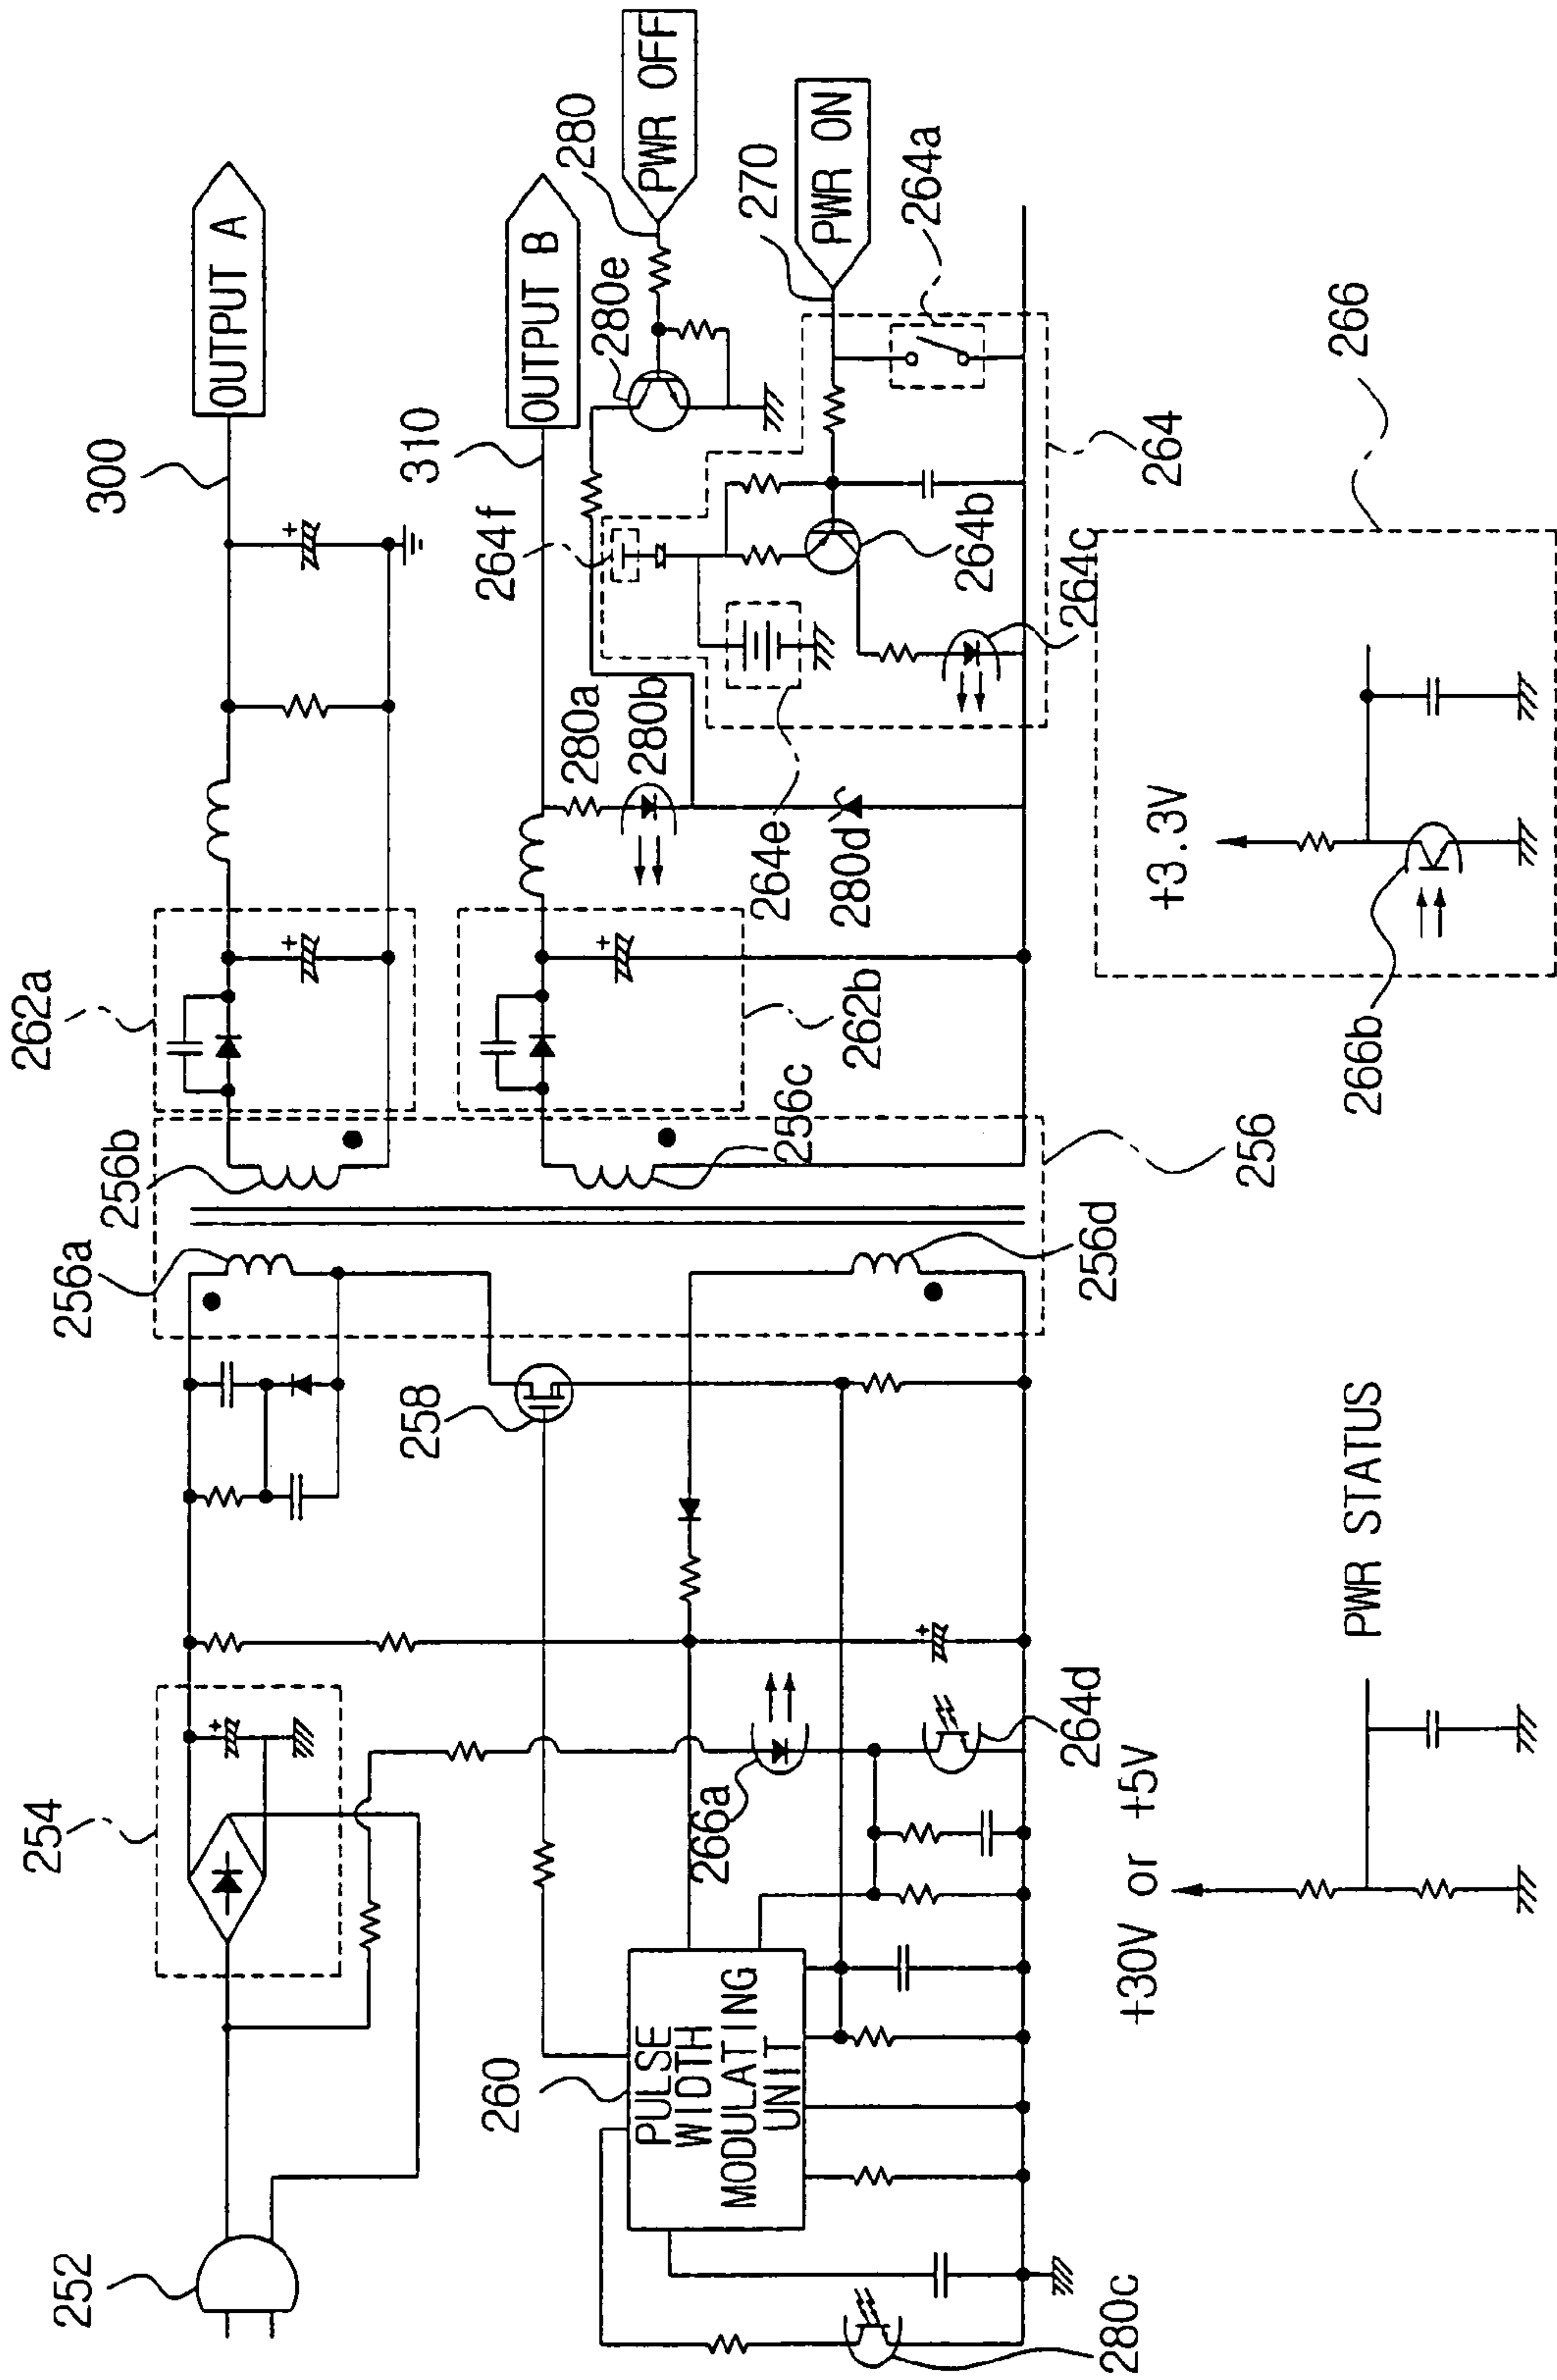 252
254
256a
256b
262a
300
OUTPUT A
260
PULSE
WIDTH
MODULATING
UNIT
258
256c
262b
310
OUTPUT B
280a
280b
264f
280e
280
PWR OFF
270
PWR ON
264a
280c
266a
264d
256d
256
280d
264e
264b
264c
264
+30V or +5V
PWR STATUS
+3.3V
266b
266